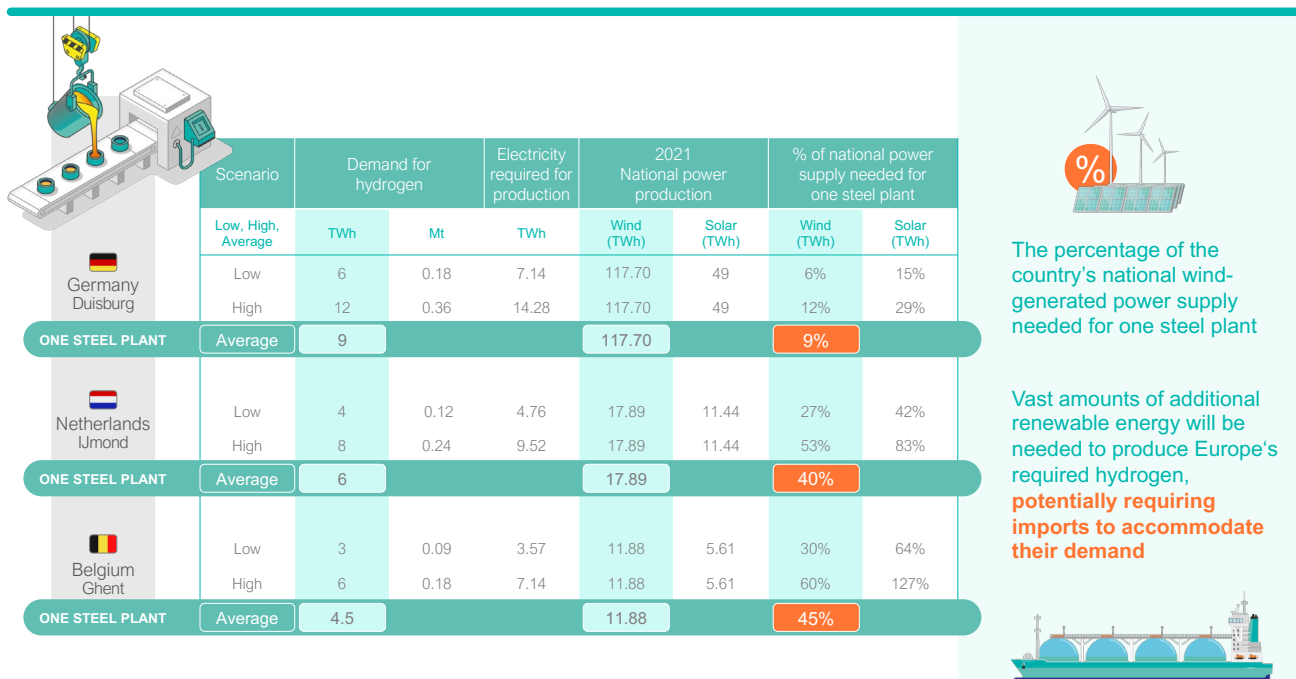 Scenario
Demand for
hydrogen
Electricity
required for
production
2021
National power
production
% of national power
supply needed for
one steel plant
Low, High,
Average
TWh
Mt
TWh
Wind
(TWh)
Solar
(TWh)
Wind
(TWh)
Solar
(TWh)
Germany
Duisburg
Low 6 0.18 7.14 117.70 49 6% 15%
High 12 0.36 14.28 117.70 49 12% 29%
ONE STEEL PLANT Average 9 117.70 9%
Netherlands
IJmond
Low 4 0.12 4.76 17.89 11.44 27% 42%
High 8 0.24 9.52 17.89 11.44 53% 83%
ONE STEEL PLANT Average 6 17.89 40%
Belgium
Ghent
Low 3 0.09 3.57 11.88 5.61 30% 64%
High 6 0.18 7.14 11.88 5.61 60% 127%
ONE STEEL PLANT Average 4.5 11.88 45%
%
The percentage of the
country's national wind-
generated power supply
needed for one steel plant
Vast amounts of additional
renewable energy will be
needed to produce Europe‘s
required hydrogen,
potentially requiring
imports to accommodate
their demand